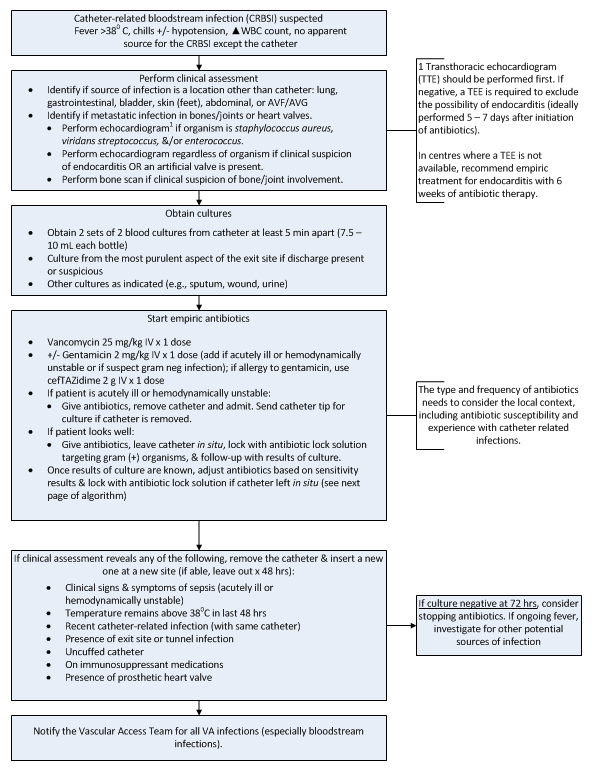 Catheter-related bloodstream infection (CRBSI) suspected
Fever >38⁰ C, chills +/- hypotension, ▲WBC count, no apparent
source for the CRBSI except the catheter
Perform clinical assessment
• Identify if source of infection is a location other than catheter: lung,
gastrointestinal, bladder, skin (feet), abdominal, or AVF/AVG
• Identify if metastatic infection in bones/joints or heart valves.
• Perform echocardiogram¹ if organism is staphylococcus aureus,
viridans streptococcus, &/or enterococcus.
• Perform echocardiogram regardless of organism if clinical suspicion
of endocarditis OR an artificial valve is present.
• Perform bone scan if clinical suspicion of bone/joint involvement.
1 Transthoracic echocardiogram
(TTE) should be performed first. If
negative, a TEE is required to exclude
the possibility of endocarditis (ideally
performed 5 – 7 days after initiation
of antibiotics).
In centres where a TEE is not
available, recommend empiric
treatment for endocarditis with 6
weeks of antibiotic therapy.
Obtain cultures
• Obtain 2 sets of 2 blood cultures from catheter at least 5 min apart (7.5 –
10 mL each bottle)
• Culture from the most purulent aspect of the exit site if discharge present
or suspicious
• Other cultures as indicated (e.g., sputum, wound, urine)
Start empiric antibiotics
• Vancomycin 25 mg/kg IV x 1 dose
• +/- Gentamicin 2 mg/kg IV x 1 dose (add if acutely ill or hemodynamically
unstable or if suspect gram neg infection); if allergy to gentamicin, use
cefTAZidime 2 g IV x 1 dose
• If patient is acutely ill or hemodynamically unstable:
• Give antibiotics, remove catheter and admit. Send catheter tip for
culture if catheter is removed.
• If patient looks well:
• Give antibiotics, leave catheter in situ, lock with antibiotic lock solution
targeting gram (+) organisms, & follow-up with results of culture.
• Once results of culture are known, adjust antibiotics based on sensitivity
results & lock with antibiotic lock solution if catheter left in situ (see next
page of algorithm)
The type and frequency of antibiotics
needs to consider the local context,
including antibiotic susceptibility and
experience with catheter related
infections.
If clinical assessment reveals any of the following, remove the catheter & insert a new
one at a new site (if able, leave out x 48 hrs):
• Clinical signs & symptoms of sepsis (acutely ill or
hemodynamically unstable)
• Temperature remains above 38⁰C in last 48 hrs
• Recent catheter-related infection (with same catheter)
• Presence of exit site or tunnel infection
• Uncuffed catheter
• On immunosuppressant medications
• Presence of prosthetic heart valve
If culture negative at 72 hrs, consider
stopping antibiotics. If ongoing fever,
investigate for other potential
sources of infection
Notify the Vascular Access Team for all VA infections (especially bloodstream
infections).